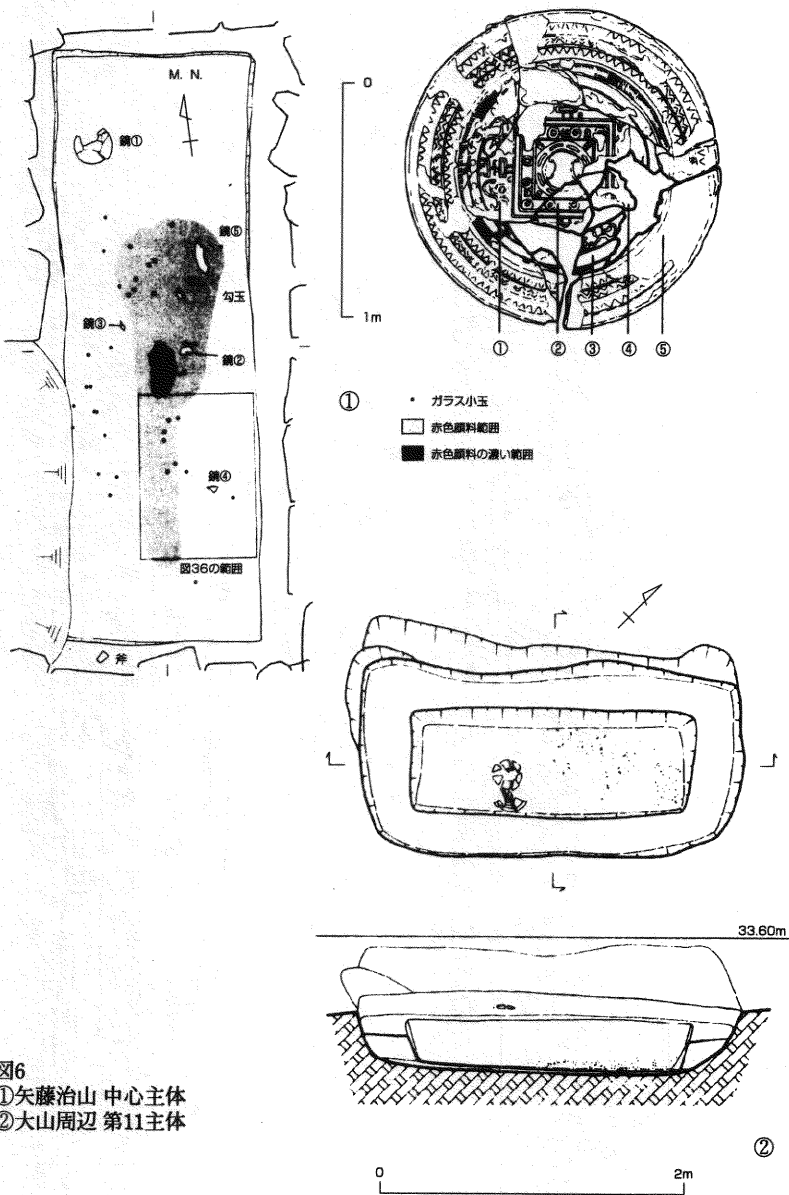 M. N.
鏡①
鏡⑤
勾玉
鏡③
鏡②
鏡④
図36の範囲
斧
0
1m
① ② ③ ④ ⑤
①
ガラス小玉
赤色顔料範囲
赤色顔料の濃い範囲
33.60m
②
0 2m
図6
①矢藤治山 中心主体
②大山周辺 第11主体